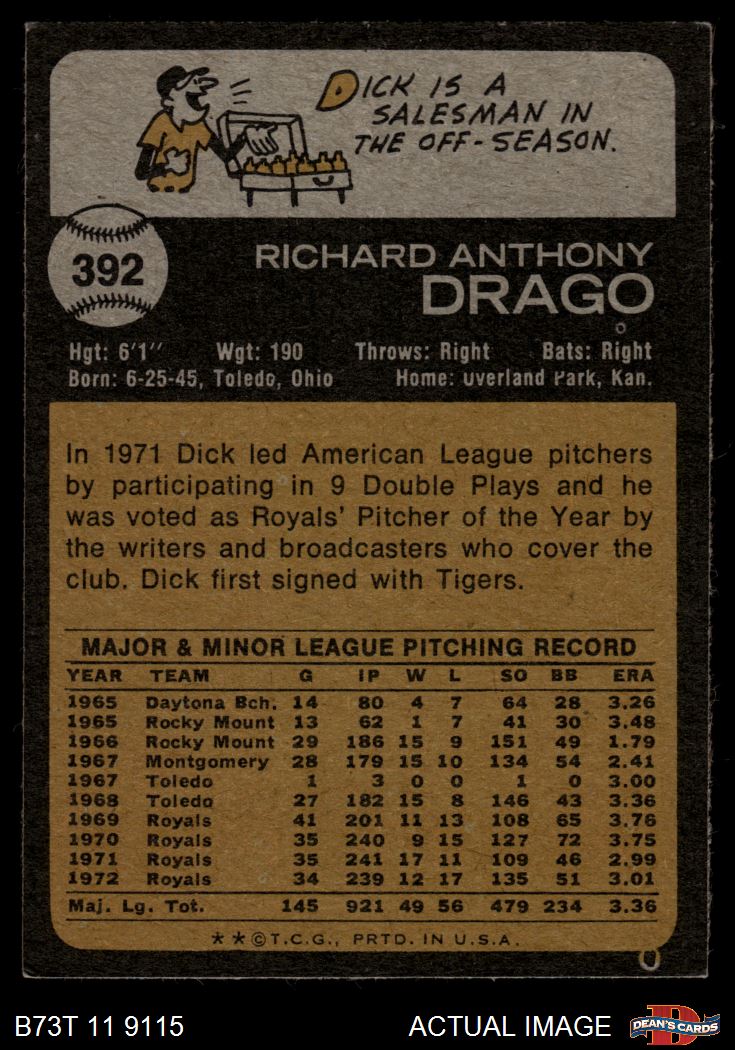 DICK IS A
SALESMAN IN
THE OFF-SEASON.
392
RICHARD ANTHONY
DRAGO
Hgt: 6'1'' Wgt: 190 Throws: Right Bats: Right
Born: 6-25-45, Toledo, Ohio Home: Overland Park, Kan.
In 1971 Dick led American League pitchers
by participating in 9 Double Plays and he
was voted as Royals' Pitcher of the Year by
the writers and broadcasters who cover the
club. Dick first signed with Tigers.
MAJOR & MINOR LEAGUE PITCHING RECORD
YEAR TEAM G IP W L SO BB ERA
1965 Daytona Bch. 14 80 4 7 64 28 3.26
1965 Rocky Mount 13 62 1 7 41 30 3.48
1966 Rocky Mount 29 186 15 9 151 49 1.79
1967 Montgomery 28 179 15 10 134 54 2.41
1967 Toledo 1 3 0 0 1 0 3.00
1968 Toledo 27 182 15 8 146 43 3.36
1969 Royals 41 201 11 13 108 65 3.76
1970 Royals 35 240 9 15 127 72 3.75
1971 Royals 35 241 17 11 109 46 2.99
1972 Royals 34 239 12 17 135 51 3.01
Maj. Lg. Tot. 145 921 49 56 479 234 3.36
**©T.C.G., PRTD. IN U.S.A.
B73T 11 9115 ACTUAL IMAGE D DEAN'S CARDS